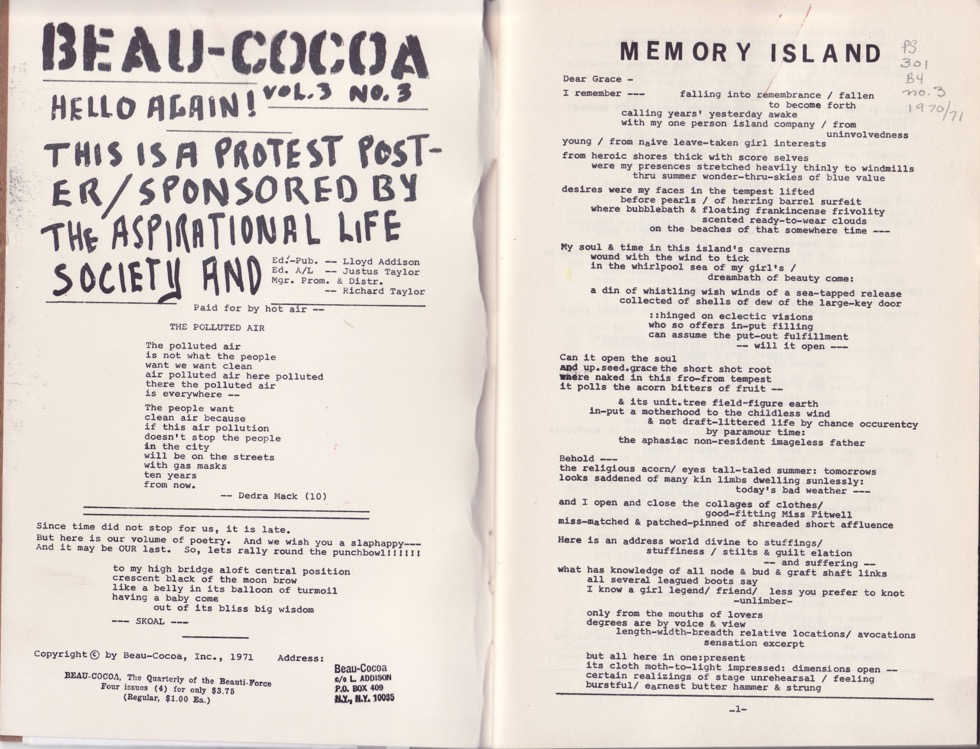 BEAU-COCOA
HELLO AGAIN! VOL.3 NO.3
THIS IS A PROTEST POST-
ER/SPONSORED BY
THE ASPIRATIONAL LIFE
SOCIETY AND
Ed.-Pub. -- Lloyd Addison
Ed. A/L -- Justus Taylor
Mgr. Prom. & Distr.
-- Richard Taylor
Paid for by hot air --
THE POLLUTED AIR
The polluted air
is not what the people
want we want clean
air polluted air here polluted
there the polluted air
is everywhere --
The people want
clean air because
if this air pollution
doesn't stop the people
in the city
will be on the streets
with gas masks
ten years
from now.
-- Dedra Mack (10)
Since time did not stop for us, it is late.
But here is our volume of poetry. And we wish you a slaphappy---
And it may be OUR last. So, lets rally round the punchbowl!!!!!!
to my high bridge aloft central position
crescent black of the moon brow
like a belly in its balloon of turmoil
having a baby come
out of its bliss big wisdom
--- SKOAL ---
Copyright © by Beau-Cocoa, Inc., 1971 Address:
BEAU-COCOA, The Quarterly of the Beauti-Force
Four issues (4) for only $3.75
(Regular, $1.00 Ea.)
Beau-Cocoa
c/o L. ADDISON
P.O. BOX 409
N.Y., N.Y. 10035
MEMORY ISLAND
PS
301
B4
no. 3
1970/71
Dear Grace -
I remember --- falling into remembrance / fallen
to become forth
calling years' yesterday awake
with my one person island company / from
uninvolvedness
young / from naive leave-taken girl interests
from heroic shores thick with score selves
were my presences stretched heavily thinly to windmills
thru summer wonder-thru-skies of blue value
desires were my faces in the tempest lifted
before pearls / of herring barrel surfeit
where bubblebath & floating frankincense frivolity
scented ready-to-wear clouds
on the beaches of that somewhere time ---
My soul & time in this island's caverns
wound with the wind to tick
in the whirlpool sea of my girl's /
dreambath of beauty come:
a din of whistling wish winds of a sea-tapped release
collected of shells of dew of the large-key door
::hinged on eclectic visions
who so offers in-put filling
can assume the put-out fulfillment
-- will it open ---
Can it open the soul
and up.seed.grace the short shot root
where naked in this fro-from tempest
it polls the acorn bitters of fruit --
& its unit.tree field-figure earth
in-put a motherhood to the childless wind
& not draft-littered life by chance occurentcy
by paramour time:
the aphasiac non-resident imageless father
Behold ---
the religious acorn/ eyes tall-taled summer: tomorrows
looks saddened of many kin limbs dwelling sunlessly:
today's bad weather ---
and I open and close the collages of clothes/
good-fitting Miss Fitwell
miss-matched & patched-pinned of shreaded short affluence
Here is an address world divine to stuffings/
stuffiness / stilts & guilt elation
-- and suffering --
what has knowledge of all node & bud & graft shaft links
all several leagued boots say
I know a girl legend/ friend/ less you prefer to knot
-unlimber-
only from the mouths of lovers
degrees are by voice & view
length-width-breadth relative locations/ avocations
sensation excerpt
but all here in one:present
its cloth moth-to-light impressed: dimensions open --
certain realizings of stage unrehearsal / feeling
burstful/ earnest butter hammer & strung
-1-